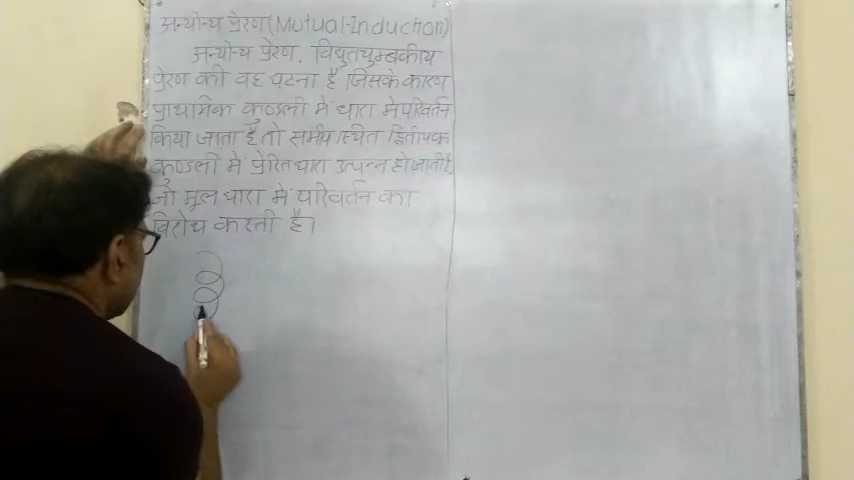 अन्योन्य प्रेरण (Mutual-Induction)
अन्योन्य प्रेरण, विद्युतचुम्बकीय
प्रेरण की वह घटना है जिसके कारण
प्राथमिक कुण्डली में धारा में परिवर्तन
किया जाता है तो समीप स्थित द्वितीयक
कुण्डली में प्रेरित धारा उत्पन्न हो जाती है,
जो मूल धारा में परिवर्तन का
विरोध करती है।